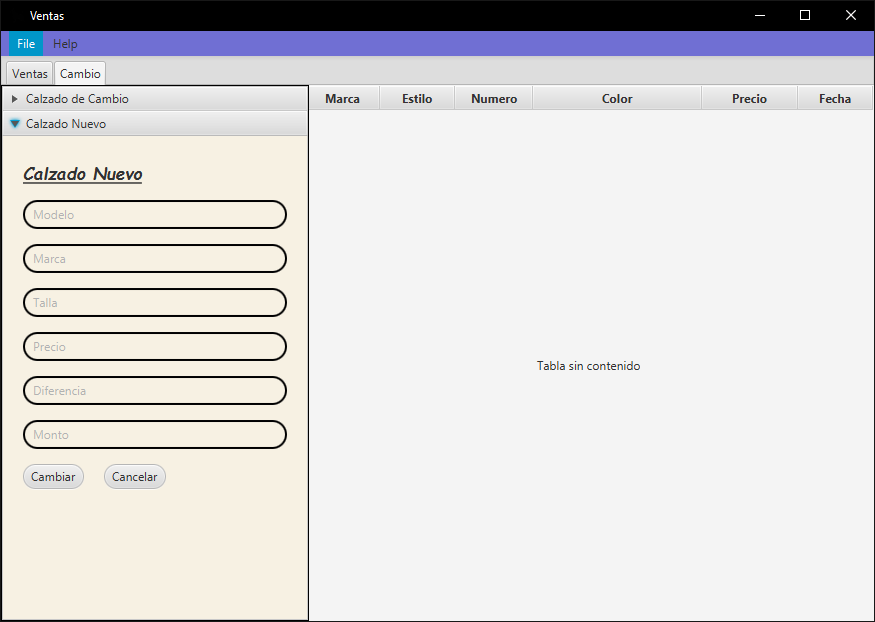 Ventas
File Help
Ventas Cambio
Calzado de Cambio
Calzado Nuevo
Calzado Nuevo
Modelo
Marca
Talla
Precio
Diferencia
Monto
Cambiar Cancelar
Marca Estilo Numero Color Precio Fecha
Tabla sin contenido